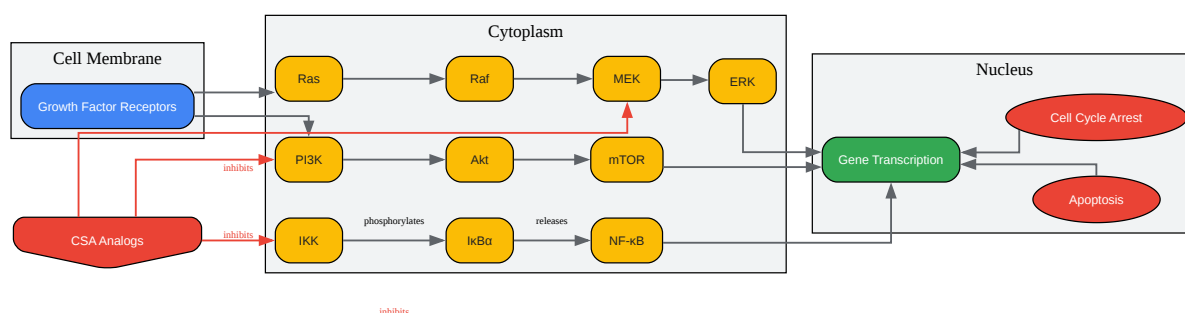 Cytoplasm
Cell Membrane
Nucleus
Ras
Raf
MEK
ERK
Growth Factor Receptors
Cell Cycle Arrest
PI3K
Akt
mTOR
Gene Transcription
inhibits
Apoptosis
CSA Analogs
inhibits
IKK
phosphorylates
IκBα
releases
NF-κB
inhibits